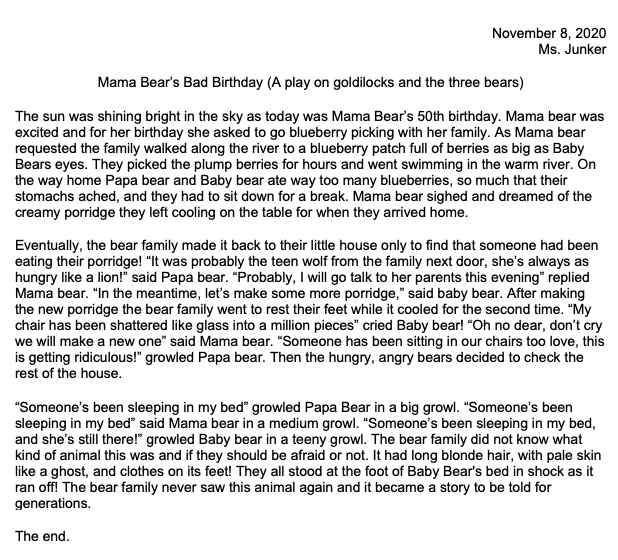 November 8, 2020
Ms. Junker
Mama Bear’s Bad Birthday (A play on goldilocks and the three bears)
The sun was shining bright in the sky as today was Mama Bear’s 50th birthday. Mama bear was
excited and for her birthday she asked to go blueberry picking with her family. As Mama bear
requested the family walked along the river to a blueberry patch full of berries as big as Baby
Bears eyes. They picked the plump berries for hours and went swimming in the warm river. On
the way home Papa bear and Baby bear ate way too many blueberries, so much that their
stomachs ached, and they had to sit down for a break. Mama bear sighed and dreamed of the
creamy porridge they left cooling on the table for when they arrived home.
Eventually, the bear family made it back to their little house only to find that someone had been
eating their porridge! “It was probably the teen wolf from the family next door, she’s always as
hungry like a lion!” said Papa bear. “Probably, I will go talk to her parents this evening” replied
Mama bear. “In the meantime, let’s make some more porridge,” said baby bear. After making
the new porridge the bear family went to rest their feet while it cooled for the second time. “My
chair has been shattered like glass into a million pieces” cried Baby bear! “Oh no dear, don’t cry
we will make a new one” said Mama bear. “Someone has been sitting in our chairs too love, this
is getting ridiculous!” growled Papa bear. Then the hungry, angry bears decided to check the
rest of the house.
“Someone’s been sleeping in my bed” growled Papa Bear in a big growl. “Someone’s been
sleeping in my bed” said Mama bear in a medium growl. “Someone’s been sleeping in my bed,
and she’s still there!” growled Baby bear in a teeny growl. The bear family did not know what
kind of animal this was and if they should be afraid or not. It had long blonde hair, with pale skin
like a ghost, and clothes on its feet! They all stood at the foot of Baby Bear's bed in shock as it
ran off! The bear family never saw this animal again and it became a story to be told for
generations.
The end.